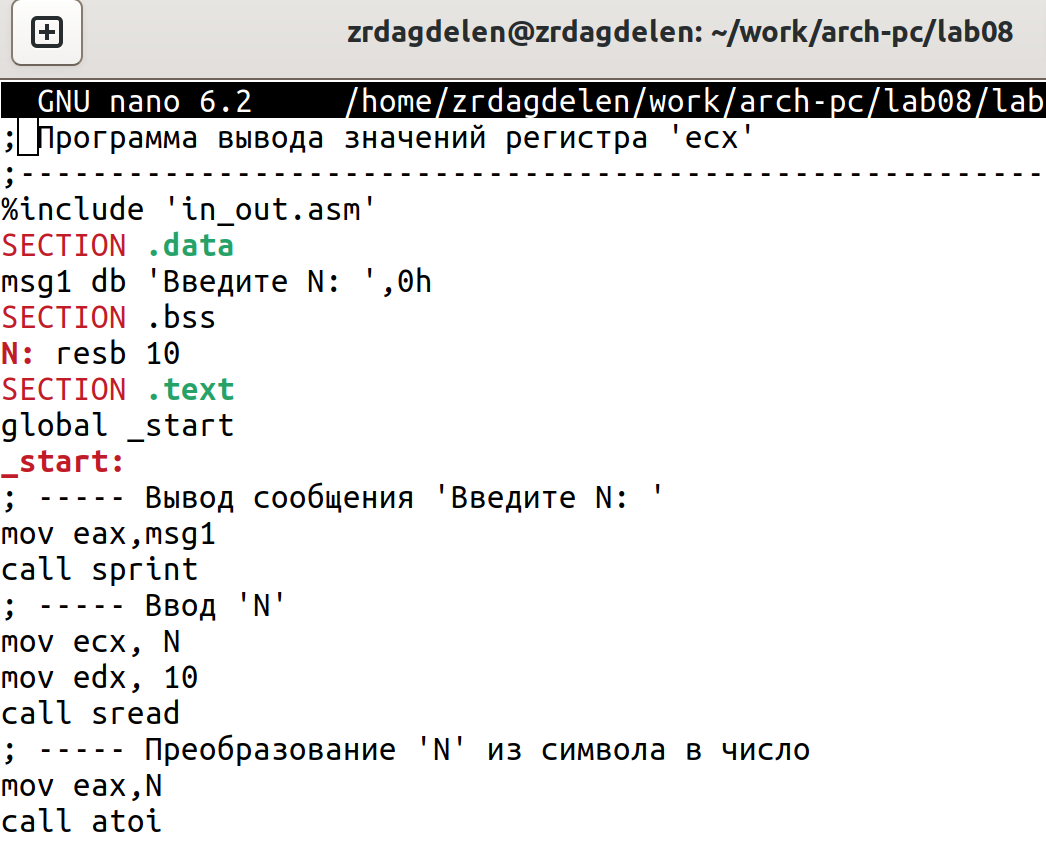 zrdagdelen@zrdagdelen: ~/work/arch-pc/lab08
GNU nano 6.2 /home/zrdagdelen/work/arch-pc/lab08/lab
; Программа вывода значений регистра 'ecx'
;---------------------------------------------------------
%include 'in_out.asm'
SECTION .data
msg1 db 'Введите N: ',0h
SECTION .bss
N: resb 10
SECTION .text
global _start
_start:
; ----- Вывод сообщения 'Введите N: '
mov eax,msg1
call sprint
; ----- Ввод 'N'
mov ecx, N
mov edx, 10
call sread
; ----- Преобразование 'N' из символа в число
mov eax,N
call atoi